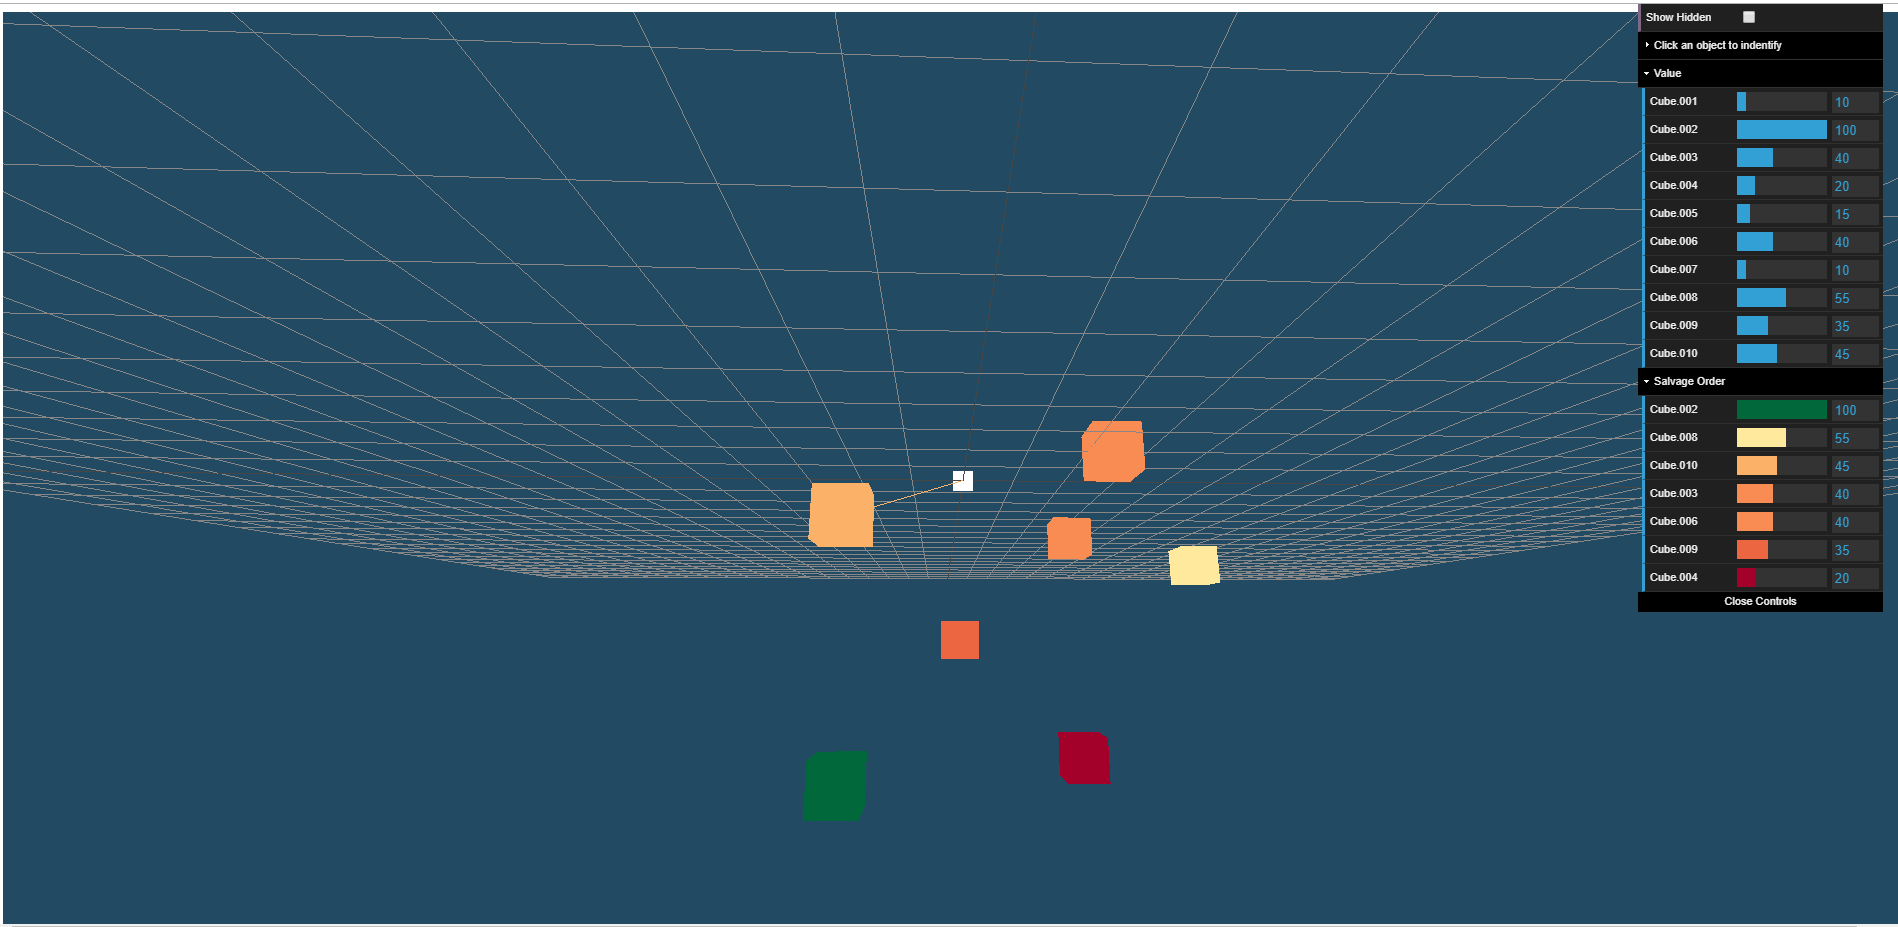 Show Hidden
Click an object to indentify
Value
Cube.001 10
Cube.002 100
Cube.003 40
Cube.004 20
Cube.005 15
Cube.006 40
Cube.007 10
Cube.008 55
Cube.009 35
Cube.010 45
Salvage Order
Cube.002 100
Cube.008 55
Cube.010 45
Cube.003 40
Cube.006 40
Cube.009 35
Cube.004 20
Close Controls